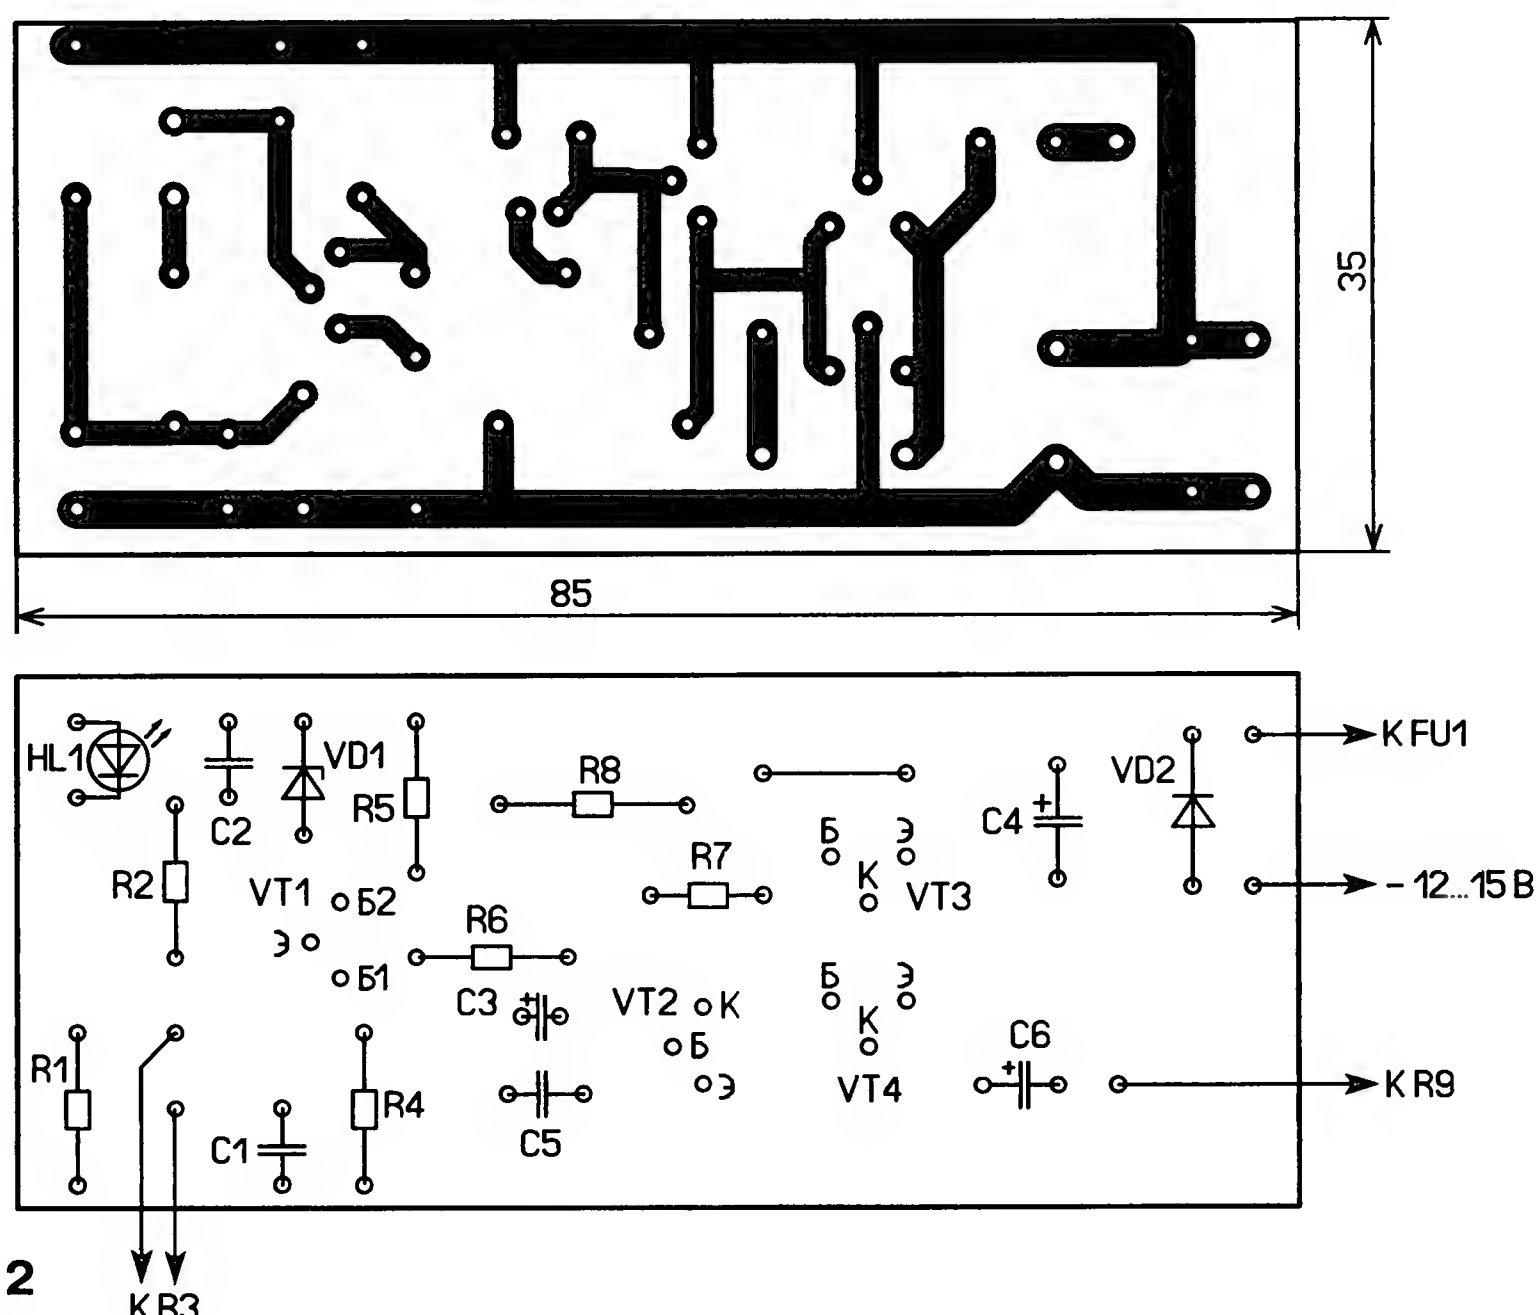 35
85
HL1
C2
VD1
R5
R8
VD2
К FU1
R2
C4
Б
Э
К
VT3
- 12...15 В
VT1
Б2
Э
Б1
R7
R6
C3
+
+
VT2
К
Б
Э
Б
Э
К
VT4
C6
+
К R9
R1
R4
C1
C5
2
К R3